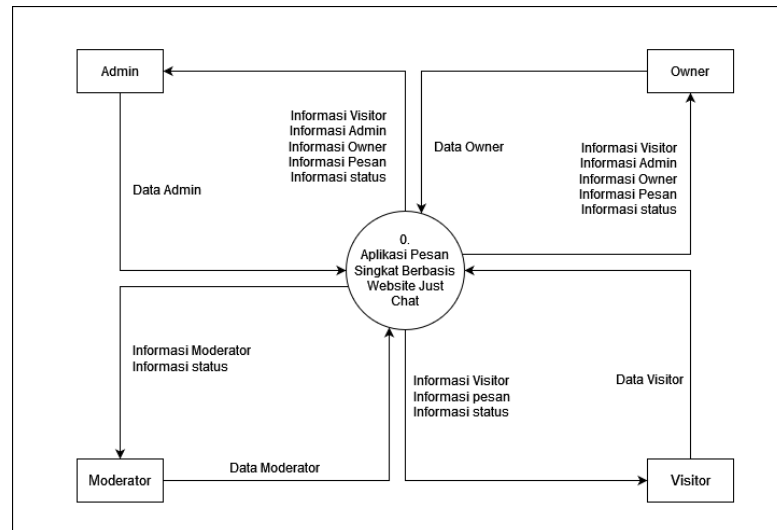 Admin
Owner
Informasi Visitor
Informasi Admin
Informasi Owner
Informasi Pesan
Informasi status
Data Owner
Informasi Visitor
Informasi Admin
Informasi Owner
Informasi Pesan
Informasi status
Data Admin
0.
Aplikasi Pesan
Singkat Berbasis
Website Just
Chat
Informasi Moderator
Informasi status
Informasi Visitor
Informasi pesan
Informasi status
Data Visitor
Moderator
Data Moderator
Visitor